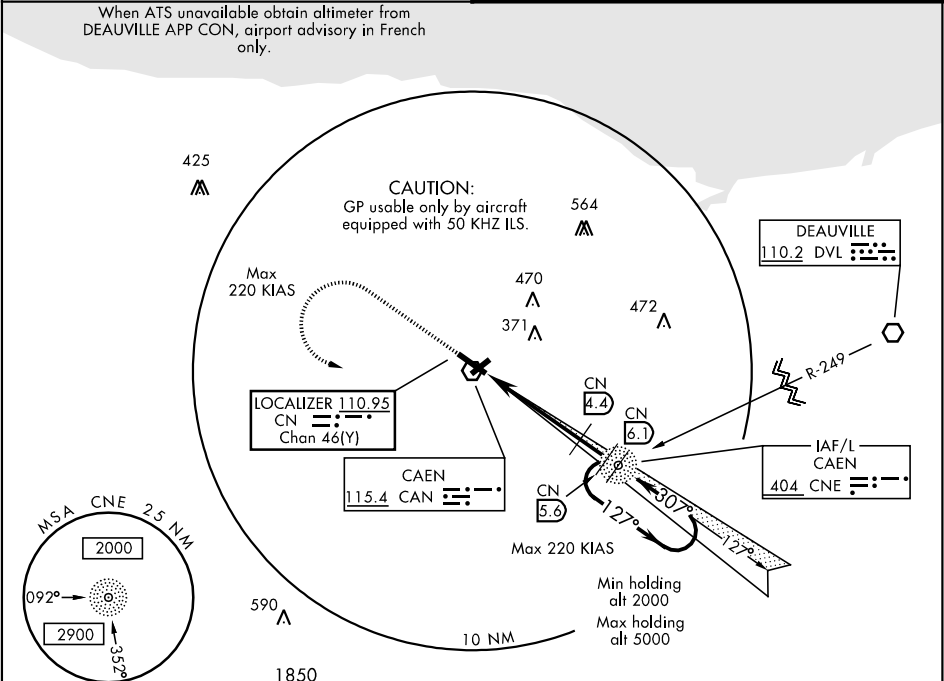 When ATS unavailable obtain altimeter from
DEAUVILLE APP CON, airport advisory in French
only.
425
CAUTION:
GP usable only by aircraft
equipped with 50 KHZ ILS.
564
DEAUVILLE
110.2 DVL
Max
220 KIAS
470
472
371
R-249
LOCALIZER 110.95
CN
Chan 46(Y)
CN
4.4
CN
6.1
IAF/L
CAEN
404 CNE
CAEN
115.4 CAN
CN
5.6
307°
127°
127°
Max 220 KIAS
MSA CNE 25 NM
2000
092°
2900
352°
Min holding
alt 2000
Max holding
alt 5000
590
10 NM
1850